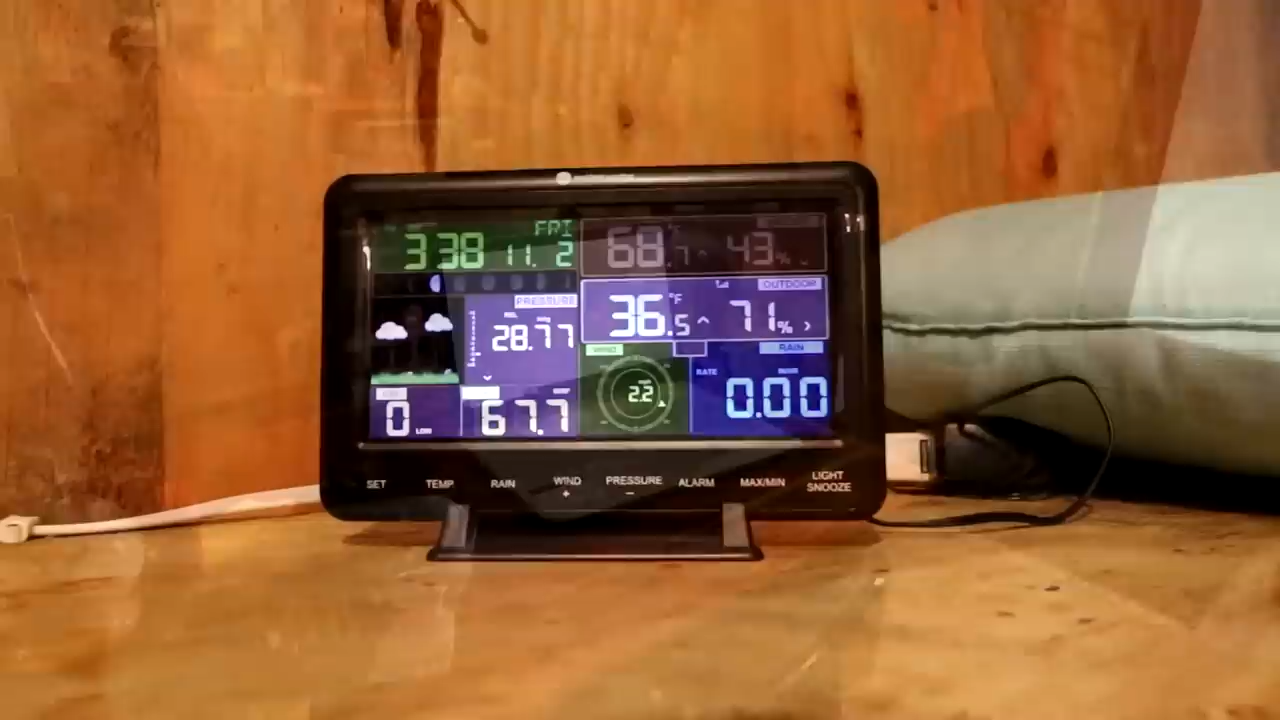 FRI
3 38 11. 2
68.7 43%
OUTDOOR
36.5 °F 71%
PRESSURE
28.77
WIND
2.2
RAIN
RATE
0.00
0 LOW
67.7
SET TEMP RAIN WIND + PRESSURE − ALARM MAX/MIN LIGHT SNOOZE